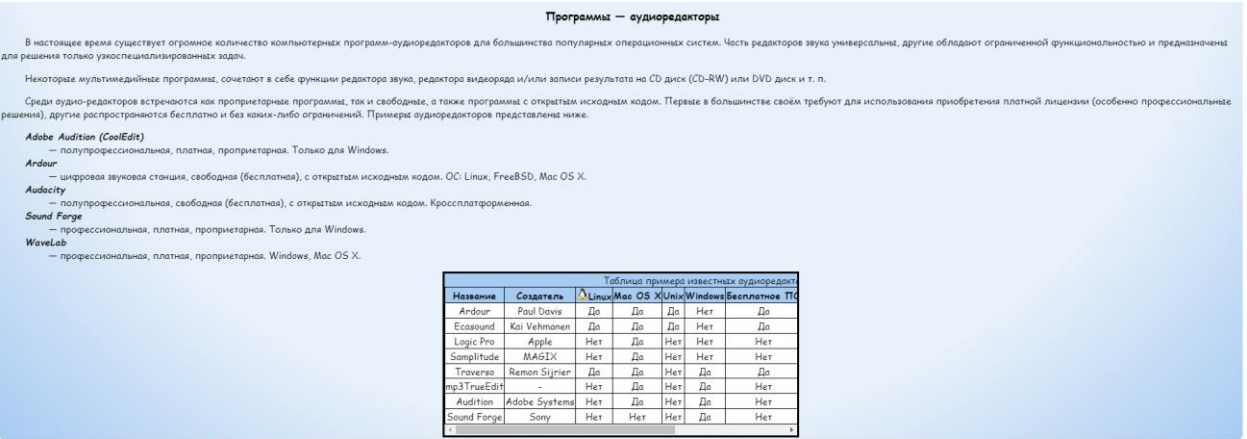 Программы — аудиоредакторы
В настоящее время существует огромное количество компьютерных программ-аудиоредакторов для большинства популярных операционных систем. Часть редакторов звука универсальны, другие обладают ограниченной функциональностью и предназначены
для решения только узкоспециализированных задач.
Некоторые мультимедийные программы, сочетают в себе функции редактора звука, редактора видеоряда и/или записи результата на CD диск (CD-RW) или DVD диск и т. п.
Среди аудио-редакторов встречаются как проприетарные программы, так и свободные, а также программы с открытым исходным кодом. Первые в большинстве своём требуют для использования приобретения платной лицензии (особенно профессиональные
решения), другие распространяются бесплатно и без каких-либо ограничений. Примеры аудиоредакторов представлены ниже.
Adobe Audition (CoolEdit)
— полупрофессиональная, платная, проприетарная. Только для Windows.
Ardour
— цифровая звуковая станция, свободная (бесплатная), с открытым исходным кодом. ОС: Linux, FreeBSD, Mac OS X.
Audacity
— полупрофессиональная, свободная (бесплатная), с открытым исходным кодом. Кроссплатформенная.
Sound Forge
— профессиональная, платная, проприетарная. Только для Windows.
WaveLab
— профессиональная, платная, проприетарная. Windows, Mac OS X.
Таблица примера известных аудиоредакт
Название Создатель Linux Mac OS X Unix Windows Бесплатное ПО
Ardour Paul Davis Да Да Да Нет Да
Ecasound Kai Vehmanen Да Да Да Нет Да
Logic Pro Apple Нет Да Нет Нет Нет
Samplitude MAGIX Нет Да Нет Нет Нет
Traverso Remon Sijrier Да Да Нет Да Да
mp3TrueEdit - Нет Да Нет Да Нет
Audition Adobe Systems Нет Да Нет Да Нет
Sound Forge Sony Нет Нет Нет Да Нет